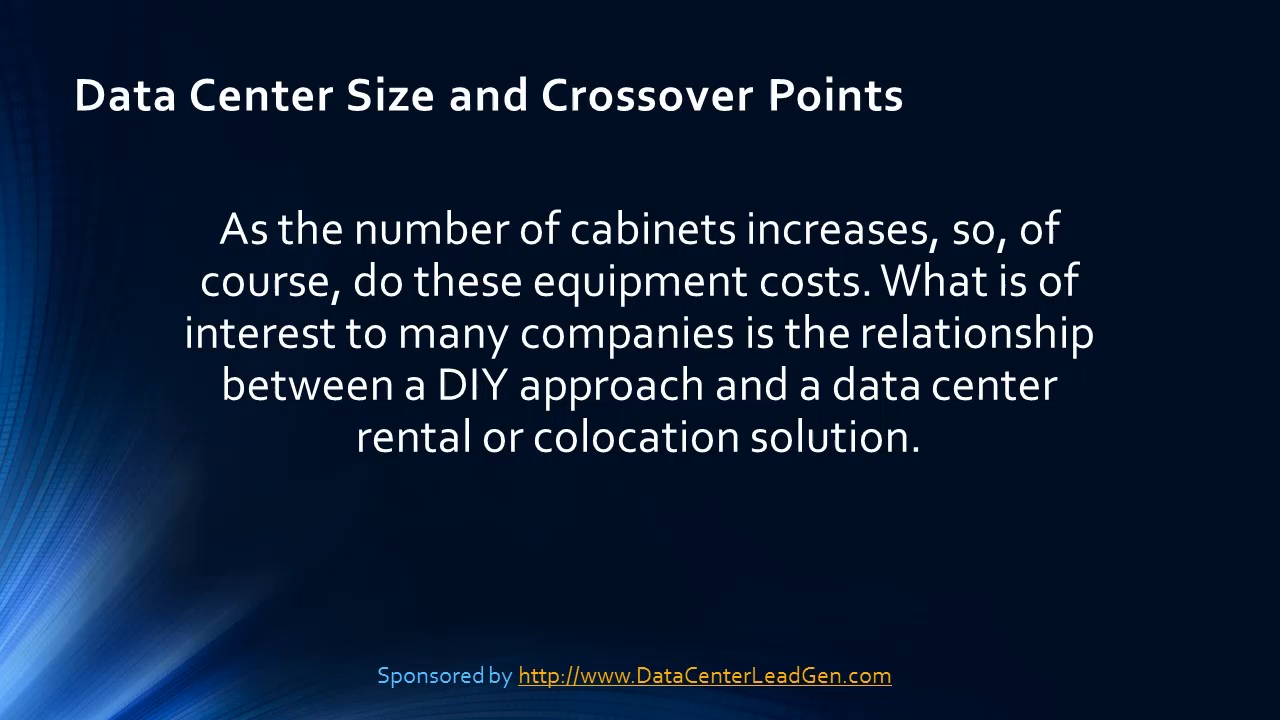 Data Center Size and Crossover Points
As the number of cabinets increases, so, of
course, do these equipment costs. What is of
interest to many companies is the relationship
between a DIY approach and a data center
rental or colocation solution.
Sponsored by http://www.DataCenterLeadGen.com